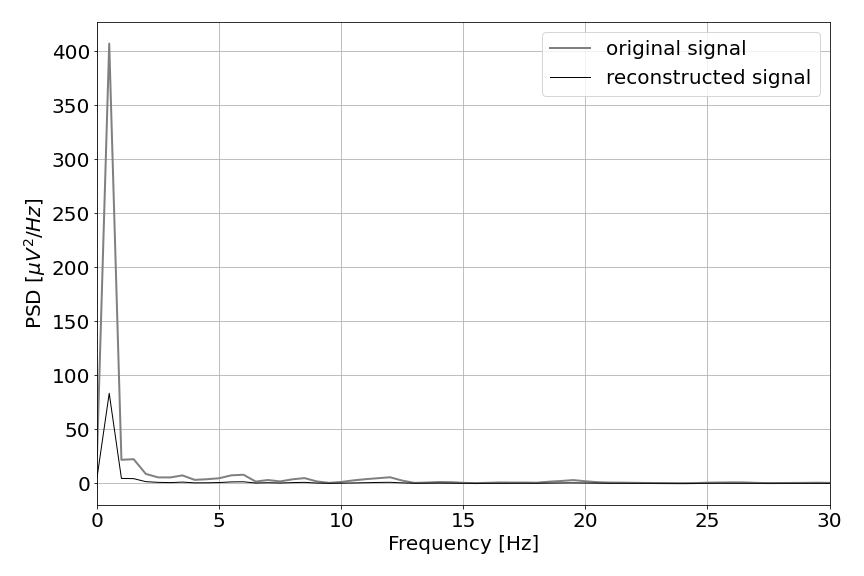 original signal
reconstructed signal
PSD [μV²/Hz]
400
350
300
250
200
150
100
50
0
0 5 10 15 20 25 30
Frequency [Hz]